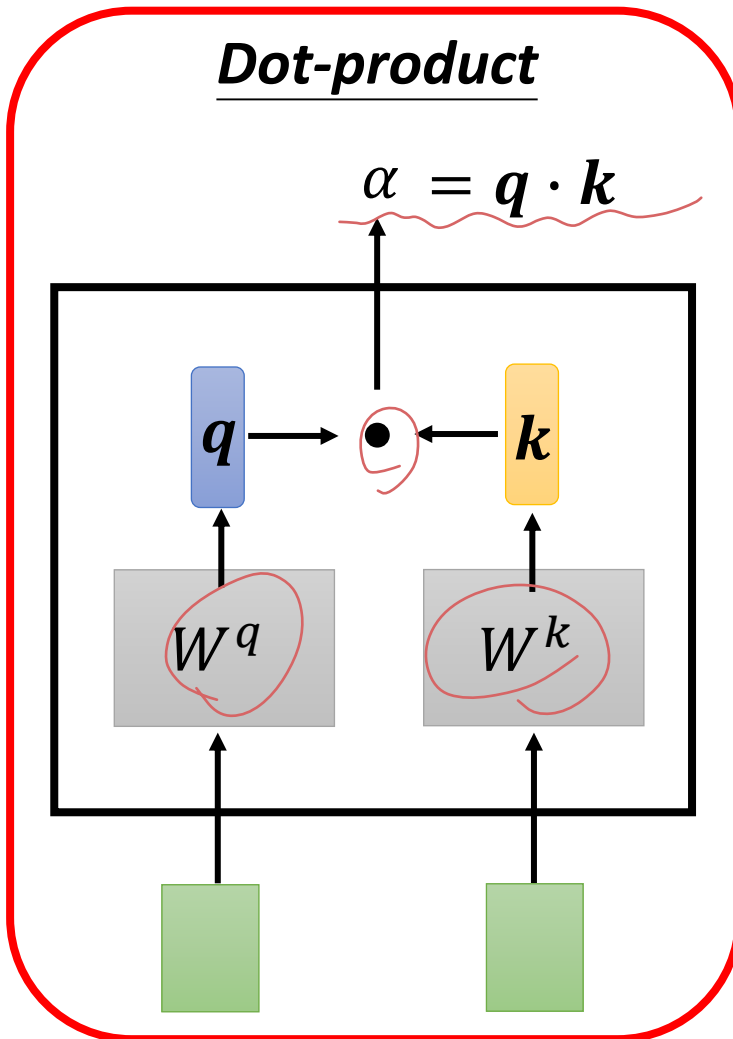 Dot-product
α = q · k
q k
W^q W^k